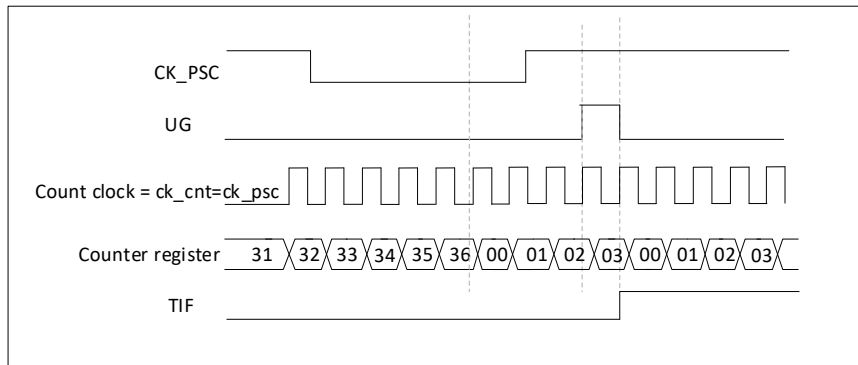 CK_PSC
UG
Count clock = ck_cnt=ck_psc
Counter register 31 32 33 34 35 36 00 01 02 03 00 01 02 03
TIF